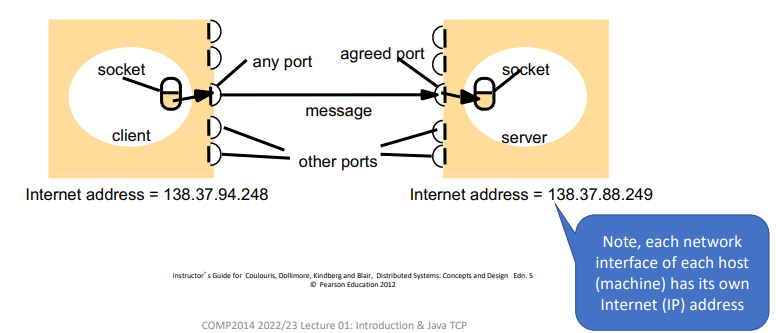 socket
any port
agreed port
socket
message
client
server
other ports
Internet address = 138.37.94.248
Internet address = 138.37.88.249
Note, each network
interface of each host
(machine) has its own
Internet (IP) address
Instructor’s Guide for Coulouris, Dollimore, Kindberg and Blair, Distributed Systems: Concepts and Design Edn. 5
© Pearson Education 2012
COMP2014 2022/23 Lecture 01: Introduction & Java TCP